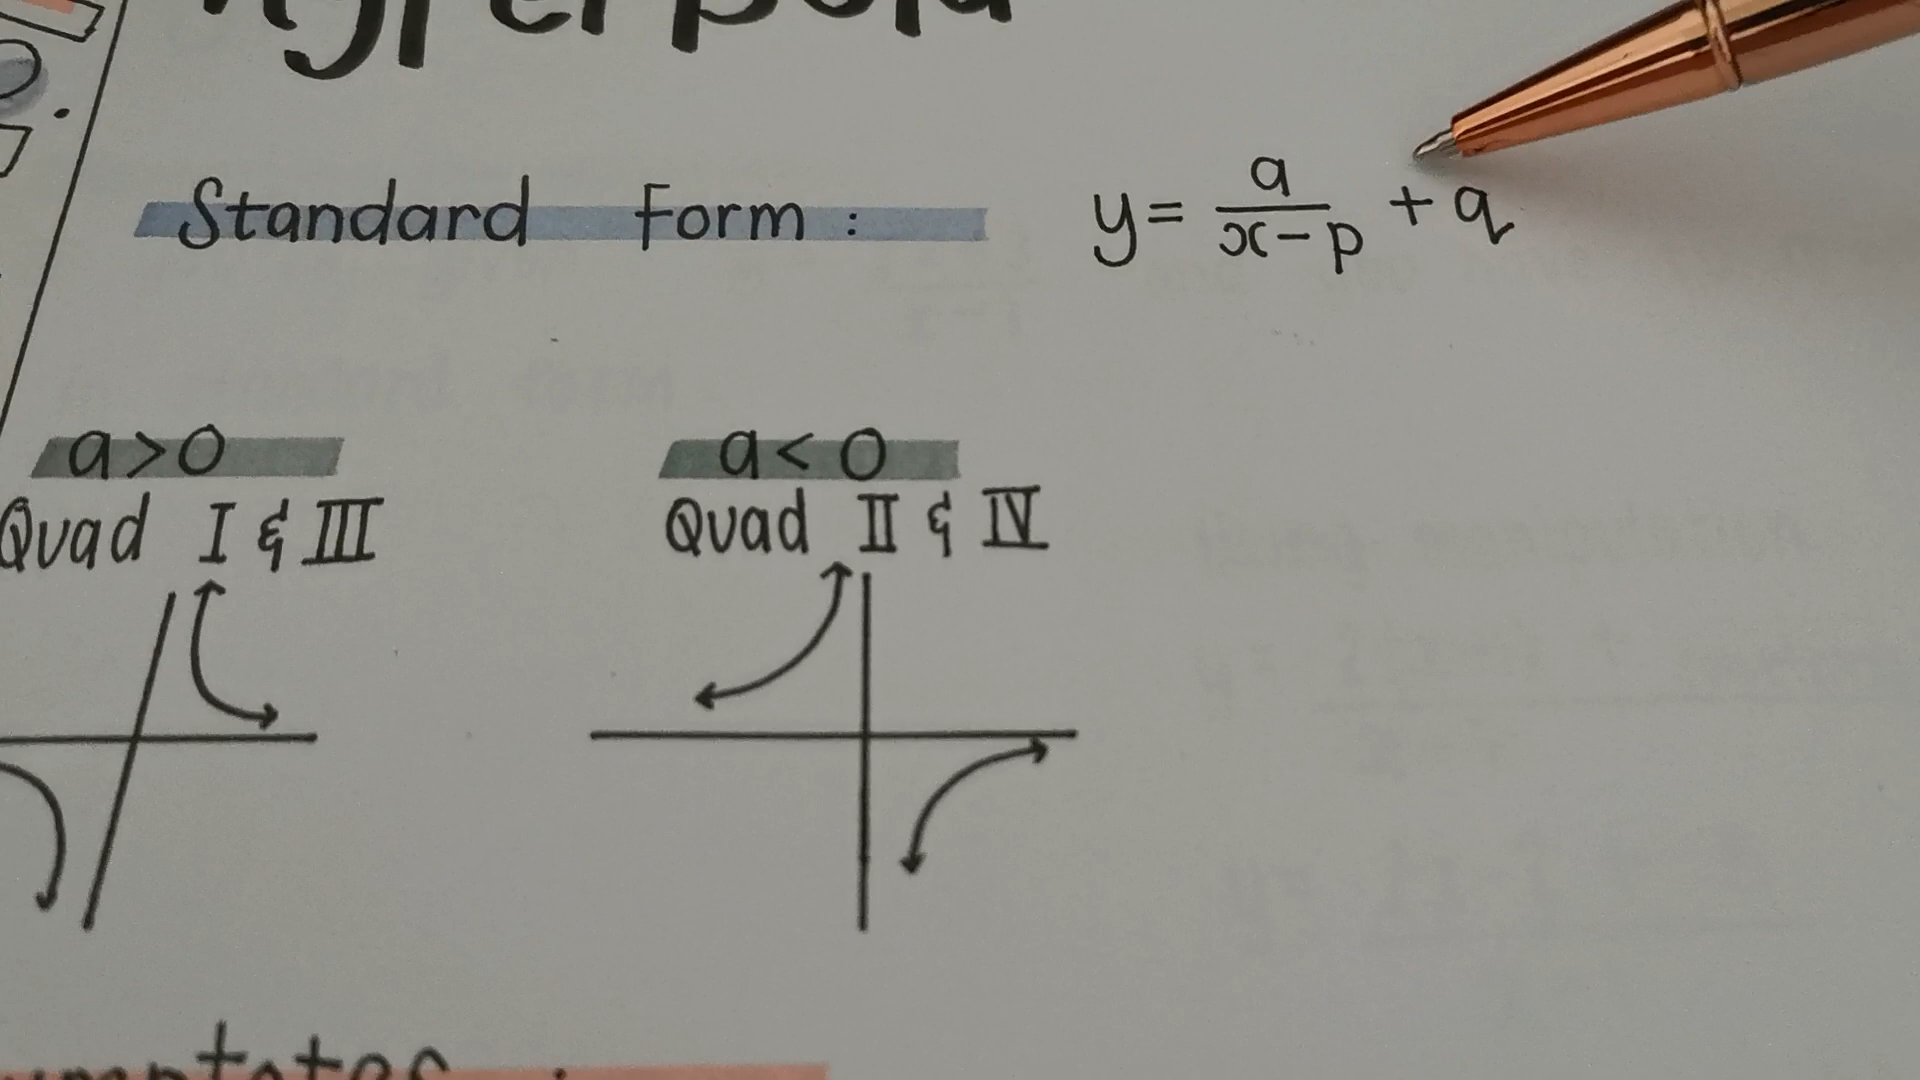 Standard Form : y = a/(x-p) + q
a > 0 a < 0
Quad I & III Quad II & IV